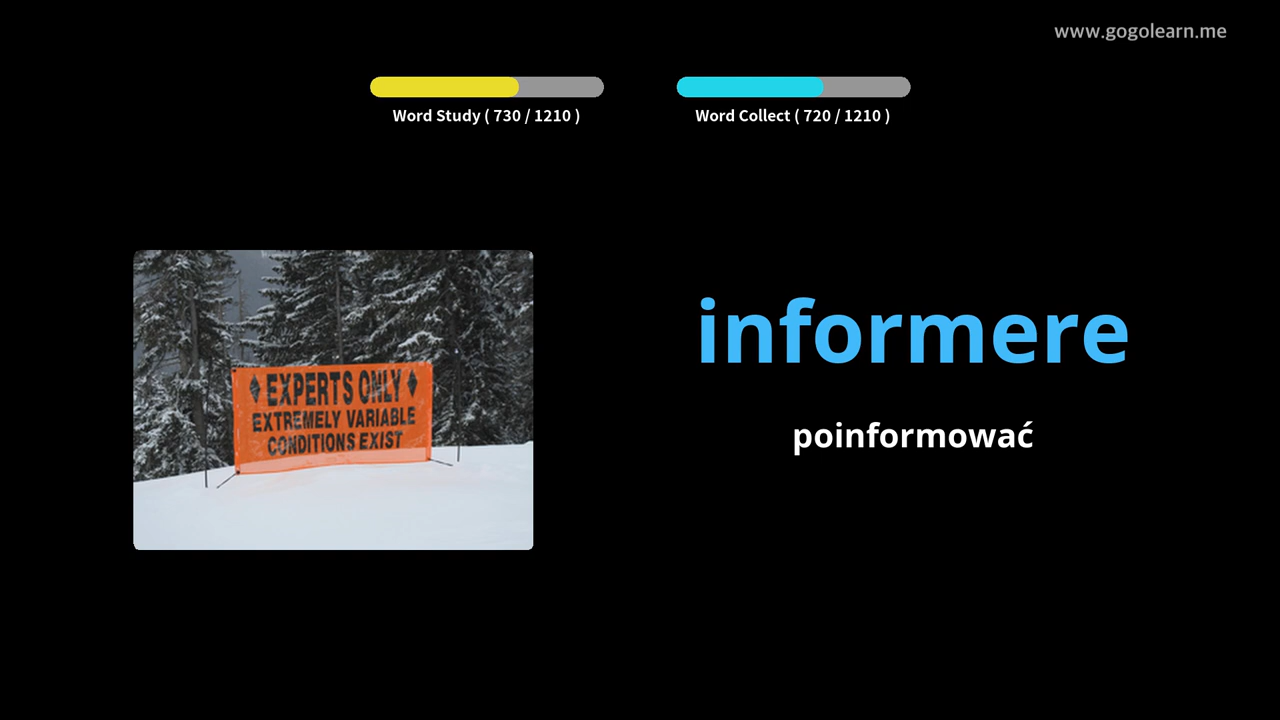 www.gogolearn.me
Word Study ( 730 / 1210 )
Word Collect ( 720 / 1210 )
EXPERTS ONLY
EXTREMELY VARIABLE
CONDITIONS EXIST
informere
poinformować